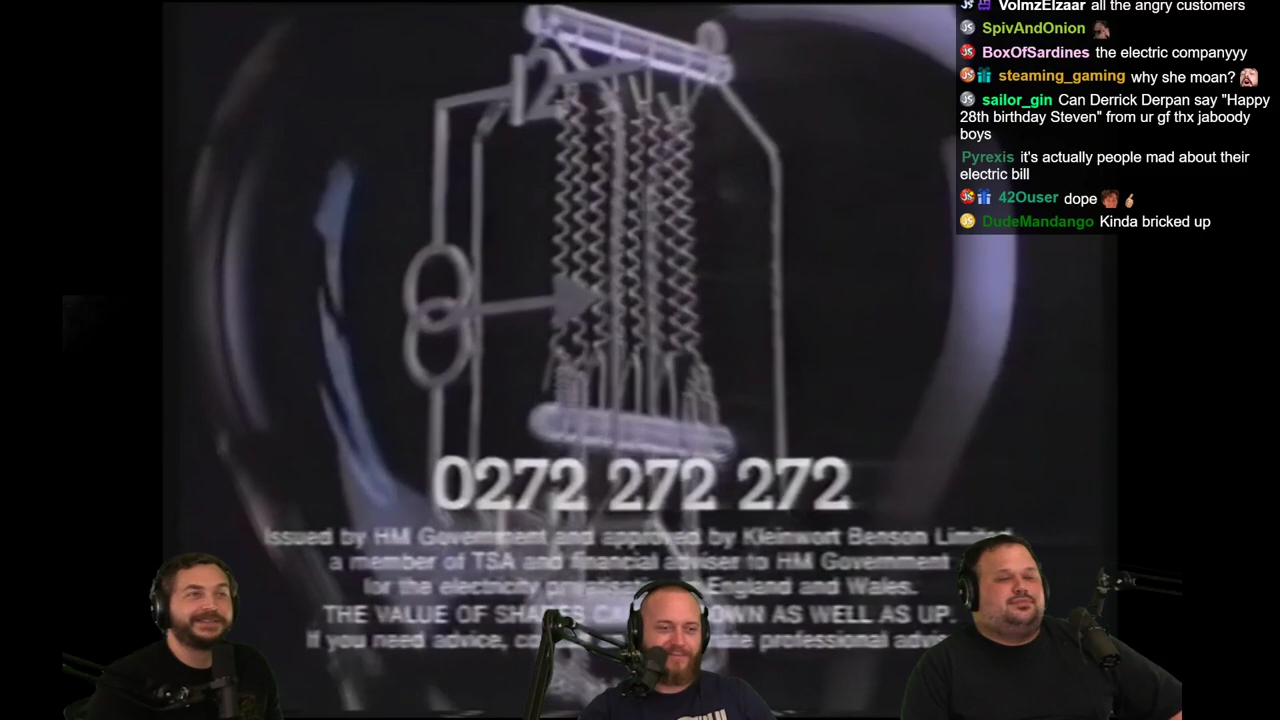 VolmzElzaar all the angry customers
SpivAndOnion
BoxOfSardines the electric companyyy
steaming_gaming why she moan?
sailor_gin Can Derrick Derpan say "Happy
28th birthday Steven" from ur gf thx jaboody
boys
Pyrexis it's actually people mad about their
electric bill
42Ouser dope
DudeMandango Kinda bricked up
0272 272 272
Issued by HM Government and approved by Kleinwort Benson Limited,
a member of TSA and financial adviser to HM Government
for the electricity England and Wales.
THE VALUE OF AS WELL AS UP.
If you need advice, professional